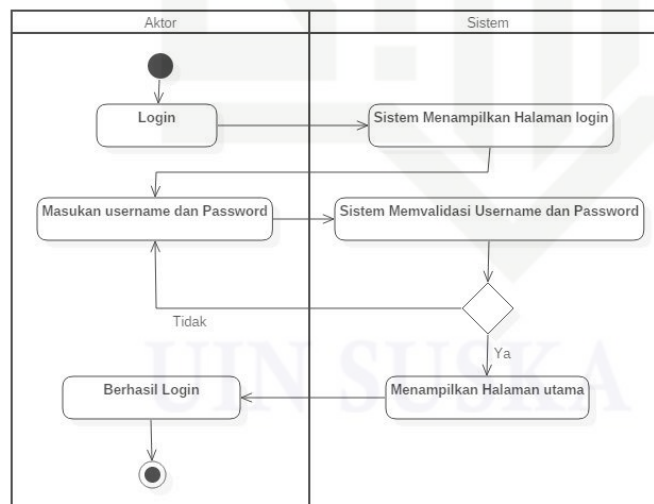 Aktor
Sistem
Login
Sistem Menampilkan Halaman login
Masukan username dan Password
Sistem Memvalidasi Username dan Password
Tidak
Ya
UIN SUSKA
Berhasil Login
Menampilkan Halaman utama